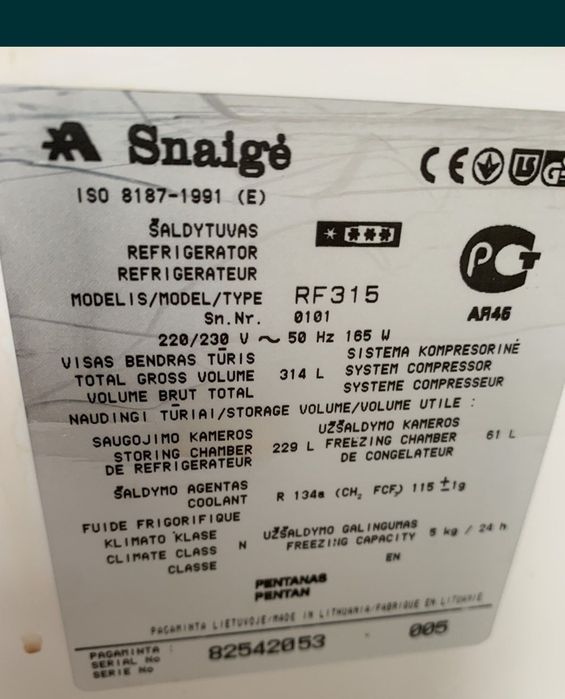 Snaigė
ISO 8187-1991 (E)
CE LS GS
ŠALDYTUVAS
REFRIGERATOR
REFRIGERATEUR
PCT
AЯ46
MODELIS/MODEL/TYPE RF315
Sn.Nr. 0101
220/230 V ~ 50 Hz 165 W
VISAS BENDRAS TŪRIS
TOTAL GROSS VOLUME 314 L
VOLUME BRUT TOTAL
SISTEMA KOMPRESORINĖ
SYSTEM COMPRESSOR
SYSTEME COMPRESSEUR
NAUDINGI TŪRIAI/STORAGE VOLUME/VOLUME UTILE :
SAUGOJIMO KAMEROS
STORING CHAMBER 229 L
DE REFRIGERATEUR
UŽŠALDYMO KAMEROS
FREEZING CHAMBER 61 L
DE CONGELATEUR
ŠALDYMO AGENTAS
COOLANT R 134a (CH₂ FCF₃) 115 ±1g
FUIDE FRIGORIFIQUE
KLIMATO KLASE
CLIMATE CLASS N
CLASSE
UŽŠALDYMO GALINGUMAS
FREEZING CAPACITY 5 kg / 24 h
EN
PENTANAS
PENTAN
PAGAMINTA LIETUVOJE/MADE IN LITHUANIA/FABRIQUE EN LITUANIE
PAGAMINTA :
SERIAL No 82542053 - 005
SERIE No